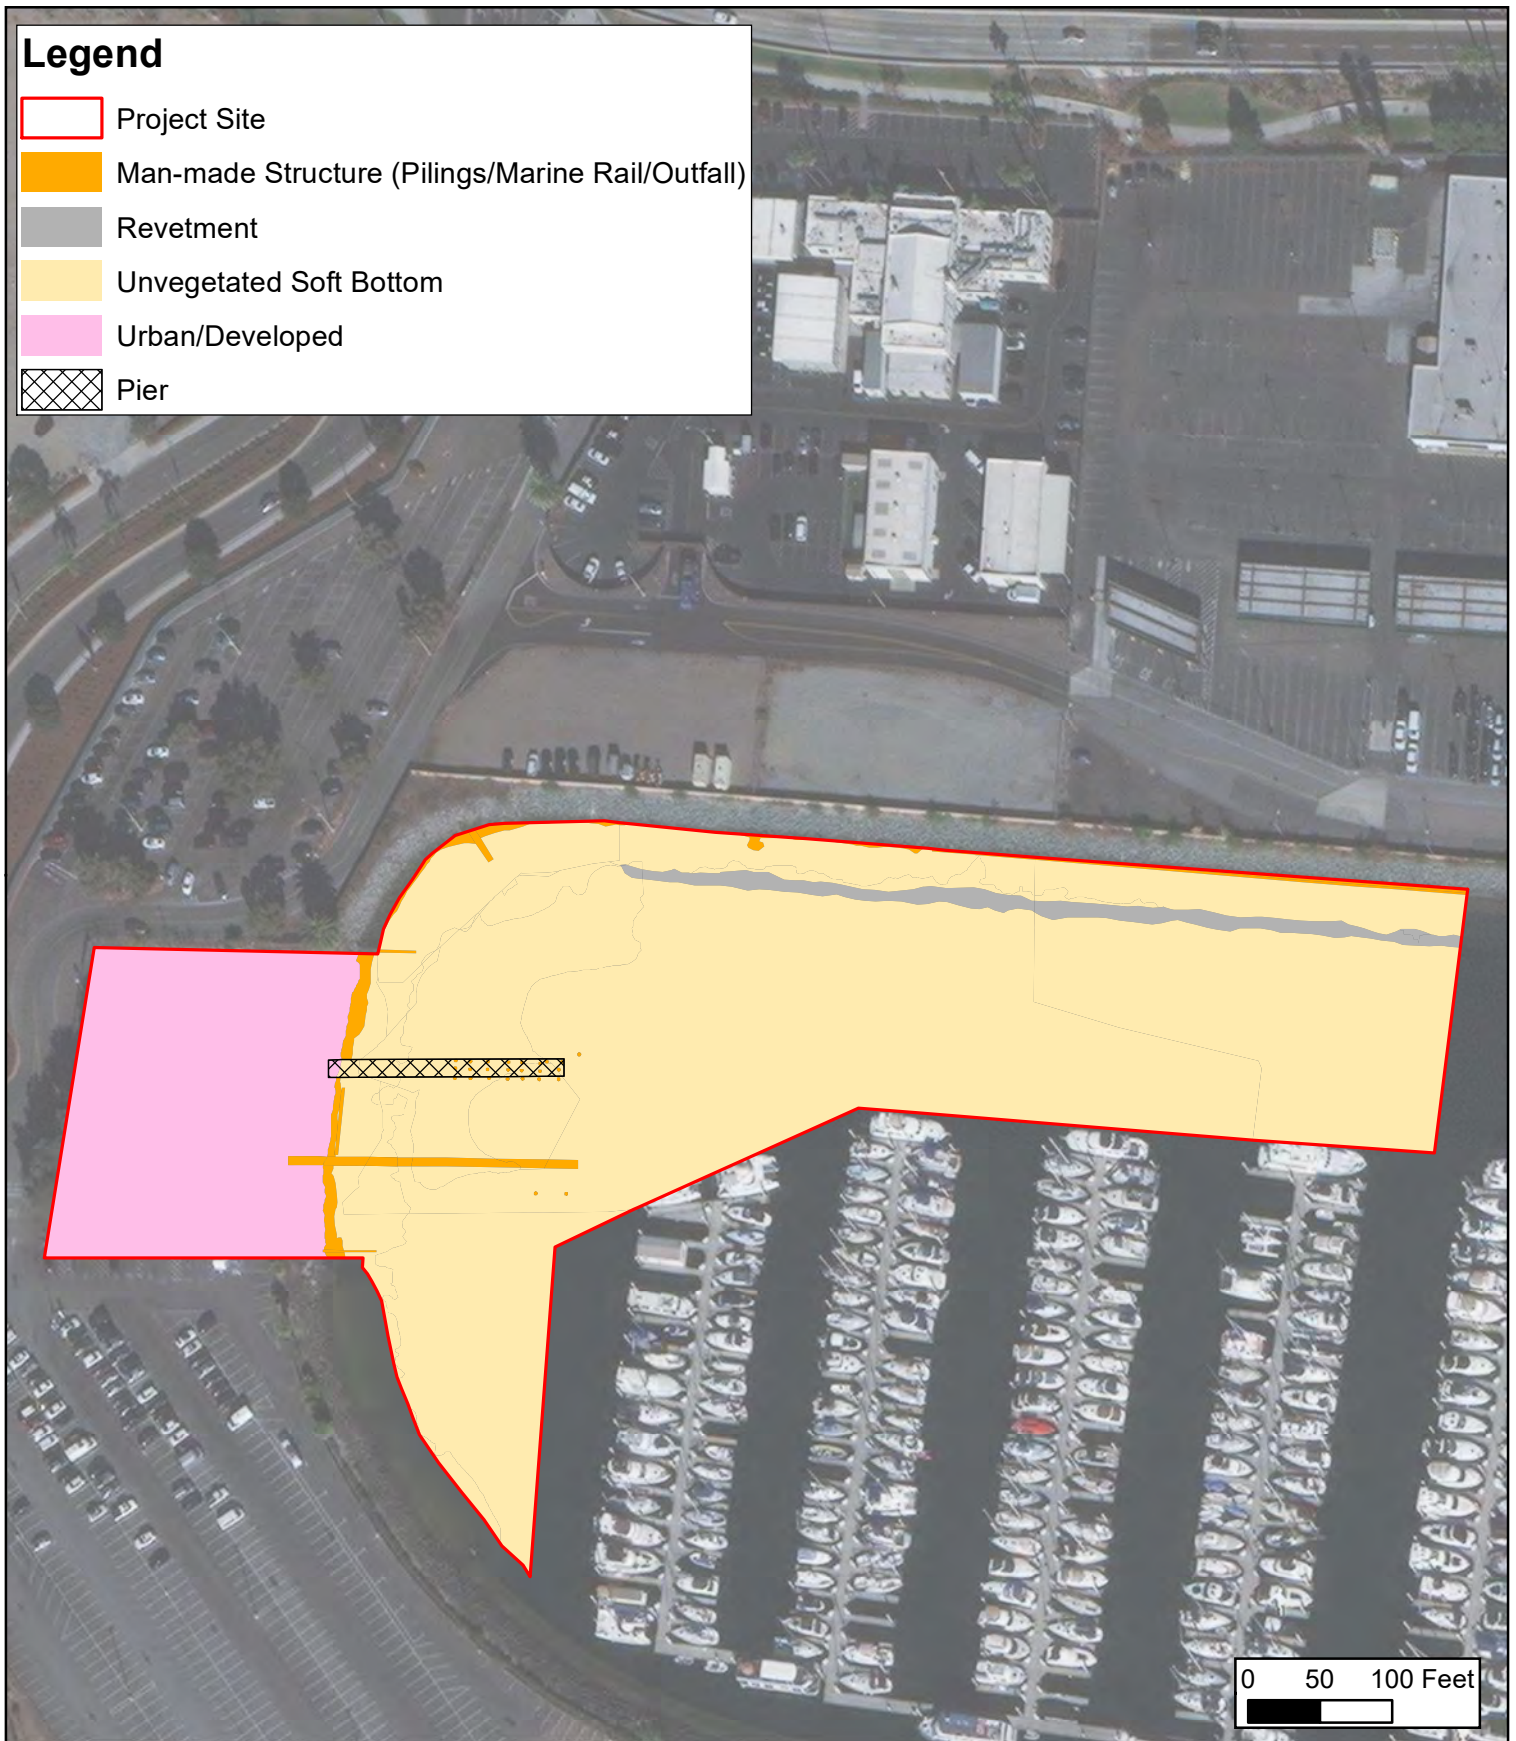 Legend
Project Site
Man-made Structure (Pilings/Marine Rail/Outfall)
Revetment
Unvegetated Soft Bottom
Urban/Developed
Pier
0 50 100 Feet